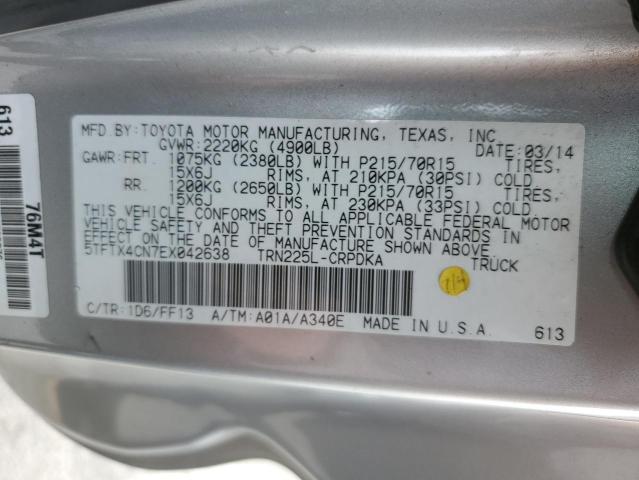 MFD.BY:TOYOTA MOTOR MANUFACTURING, TEXAS, INC.
GVWR:2220KG (4900LB) DATE:03/14
GAWR:FRT. 1075KG (2380LB) WITH P215/70R15 TIRES,
15X6J RIMS, AT 210KPA (30PSI) COLD
RR. 1200KG (2650LB) WITH P215/70R15 TIRES,
15X6J RIMS, AT 230KPA (33PSI) COLD
THIS VEHICLE CONFORMS TO ALL APPLICABLE FEDERAL MOTOR
VEHICLE SAFETY AND THEFT PREVENTION STANDARDS IN
EFFECT ON THE DATE OF MANUFACTURE SHOWN ABOVE
5TFTX4CN7EX042638 TRN225L-CRPDKA TRUCK
C/TR:1D6/FF13 A/TM:A01A/A340E MADE IN U.S.A. 613
613
76M4T